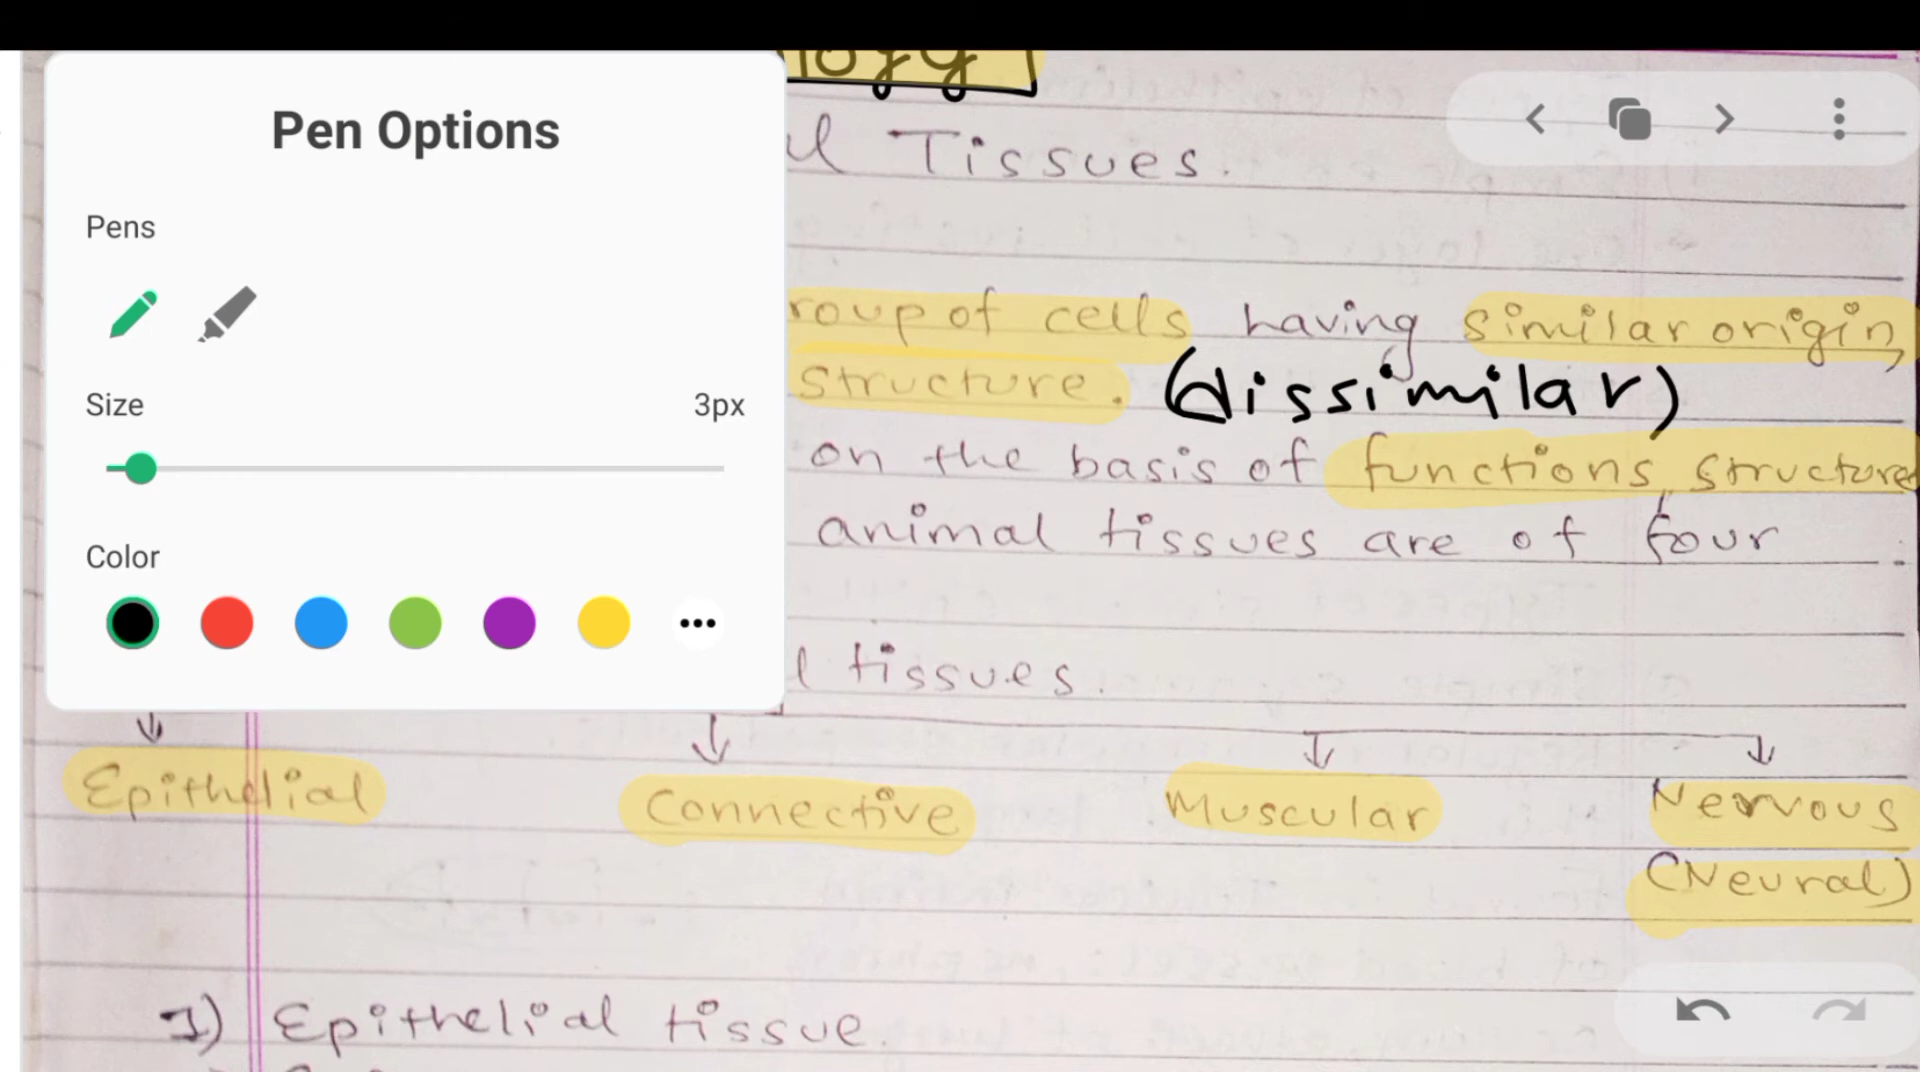 Pen Options
Pens
Size 3px
Color
Tissues.
roup of cells having similar origin,
structure. (dissimilar)
on the basis of functions, structure
animal tissues are of four
l tissues.
Epithelial Connective Muscular Nervous
(Neural)
1) Epithelial tissue.